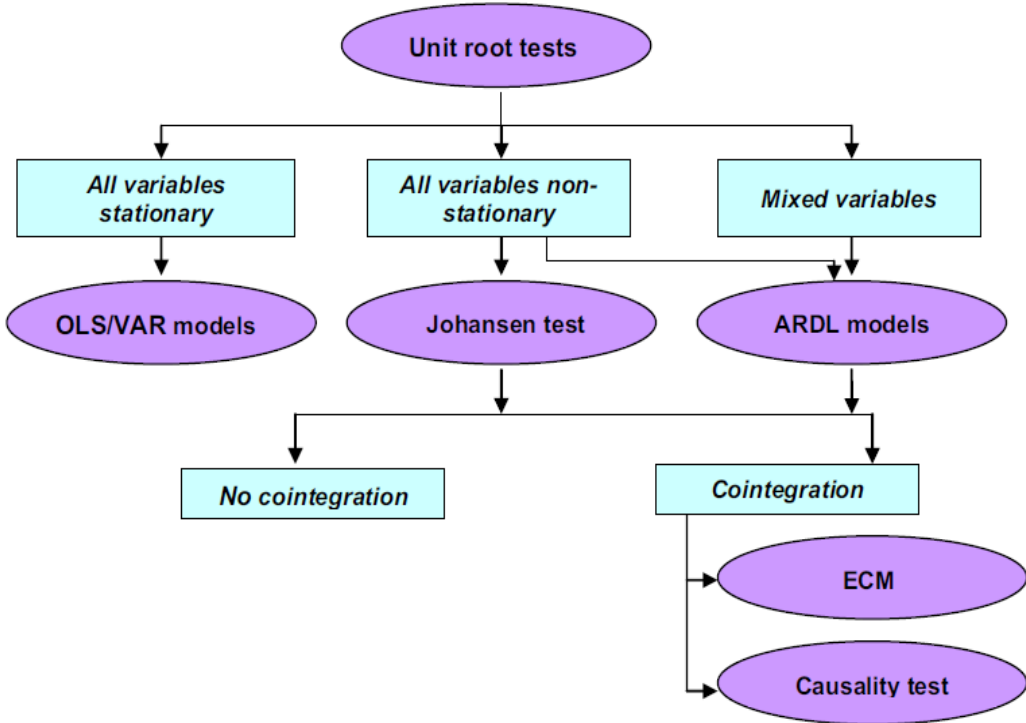 Unit root tests
All variables
stationary
All variables non-
stationary
Mixed variables
OLS/VAR models
Johansen test
ARDL models
No cointegration
Cointegration
ECM
Causality test